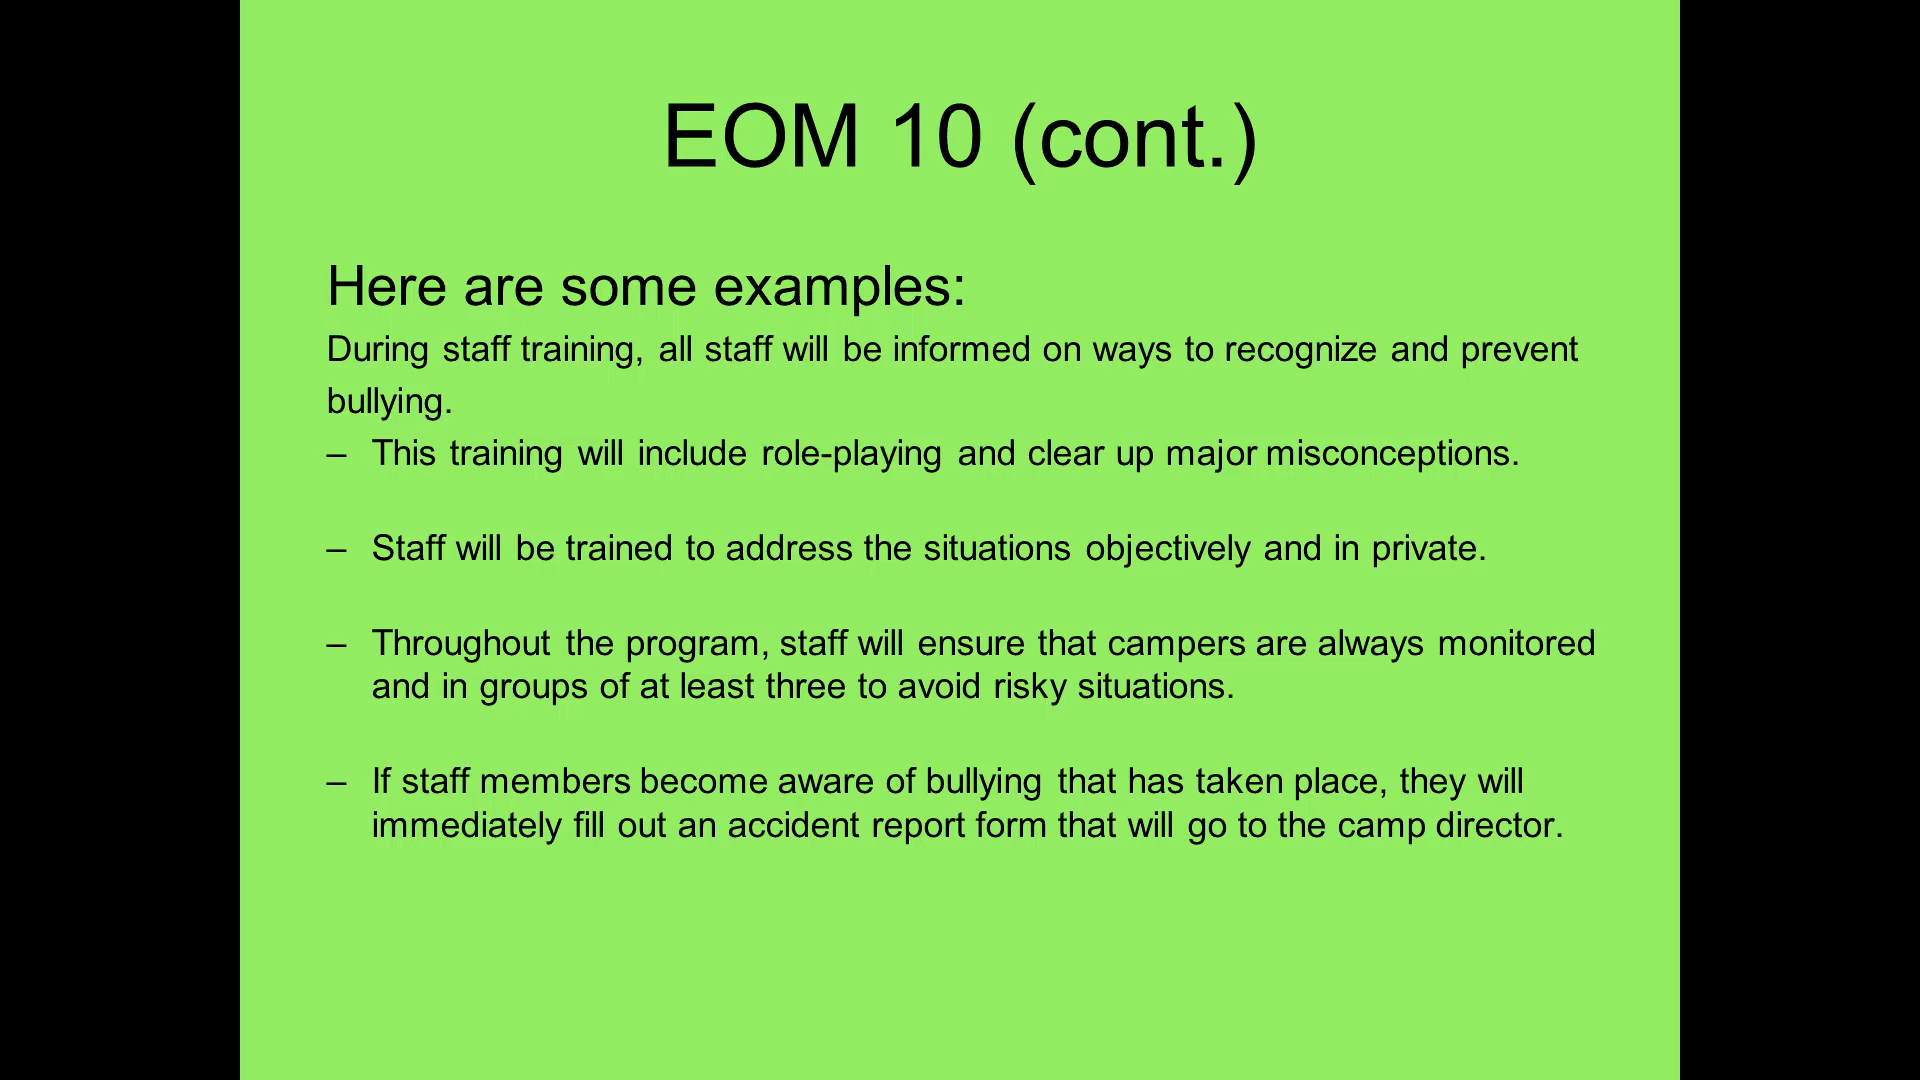 EOM 10 (cont.)
Here are some examples:
During staff training, all staff will be informed on ways to recognize and prevent
bullying.
– This training will include role-playing and clear up major misconceptions.
– Staff will be trained to address the situations objectively and in private.
– Throughout the program, staff will ensure that campers are always monitored
and in groups of at least three to avoid risky situations.
– If staff members become aware of bullying that has taken place, they will
immediately fill out an accident report form that will go to the camp director.